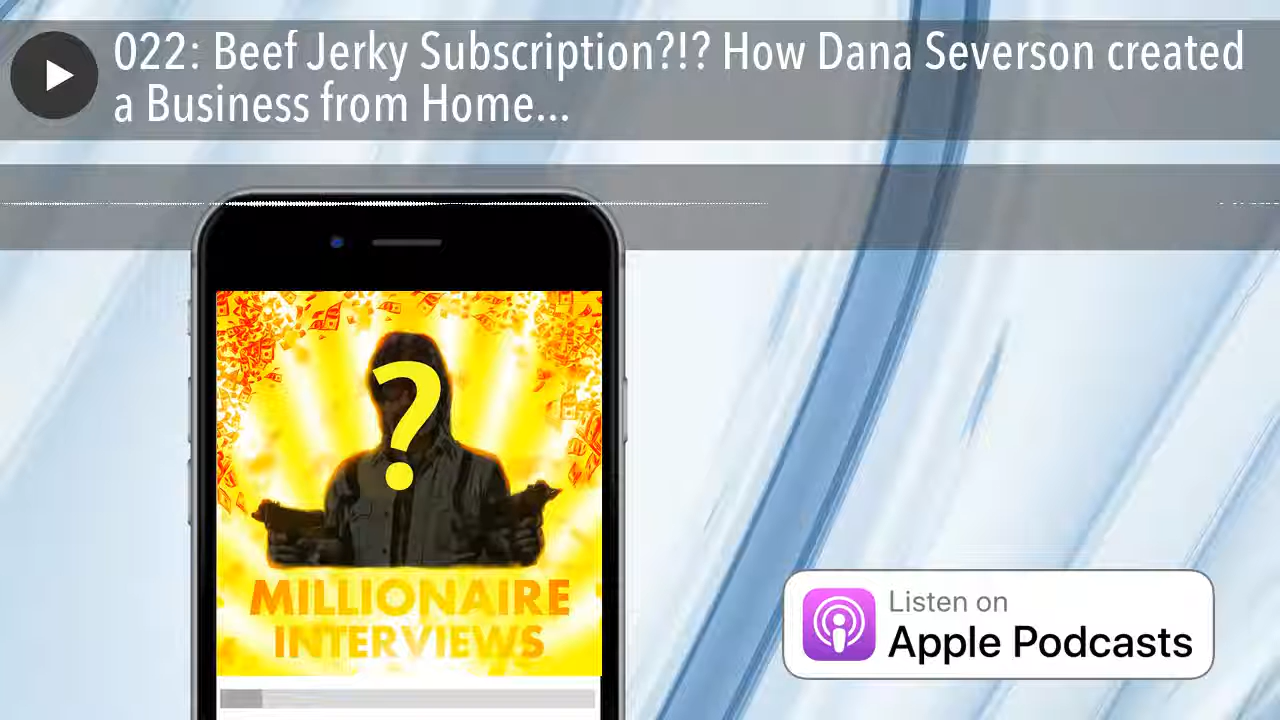 022: Beef Jerky Subscription?!? How Dana Severson created
a Business from Home...
?
MILLIONAIRE
INTERVIEWS
Listen on
Apple Podcasts